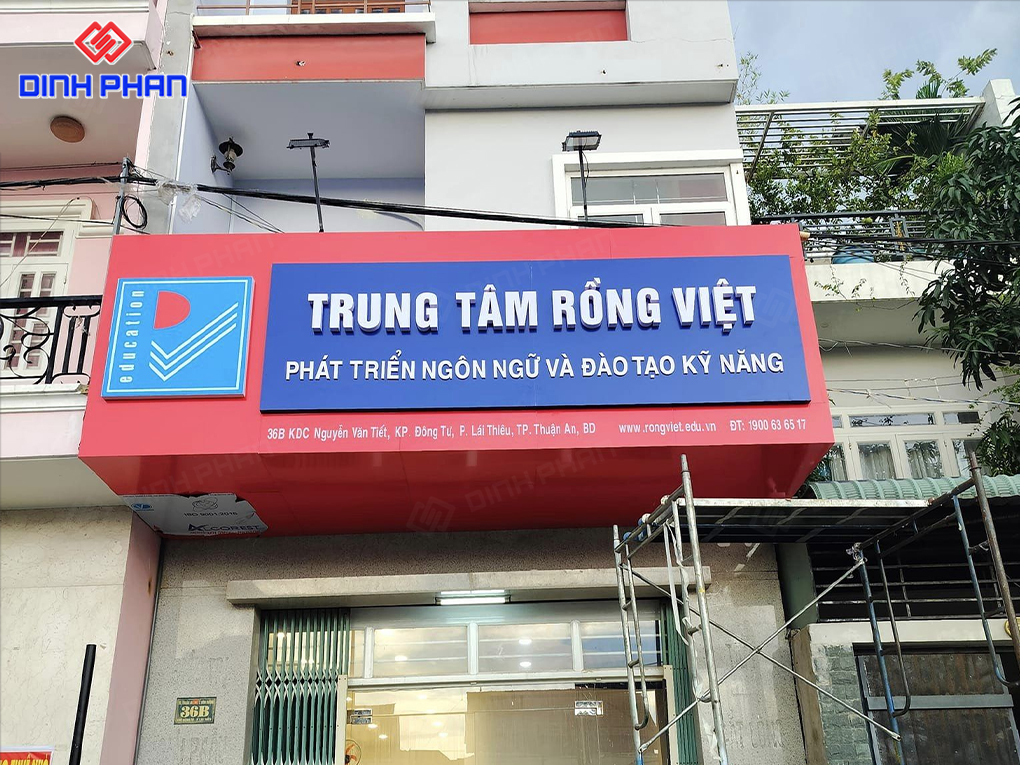 DINH PHAN
education
TRUNG TÂM RỒNG VIỆT
PHÁT TRIỂN NGÔN NGỮ VÀ ĐÀO TẠO KỸ NĂNG
36B KDC Nguyễn Văn Tiết, KP. Đông Tư, P. Lái Thiêu, TP. Thuận An, BD www.rongviet.edu.vn ĐT: 1900 63 65 17
ALCOREST
36B